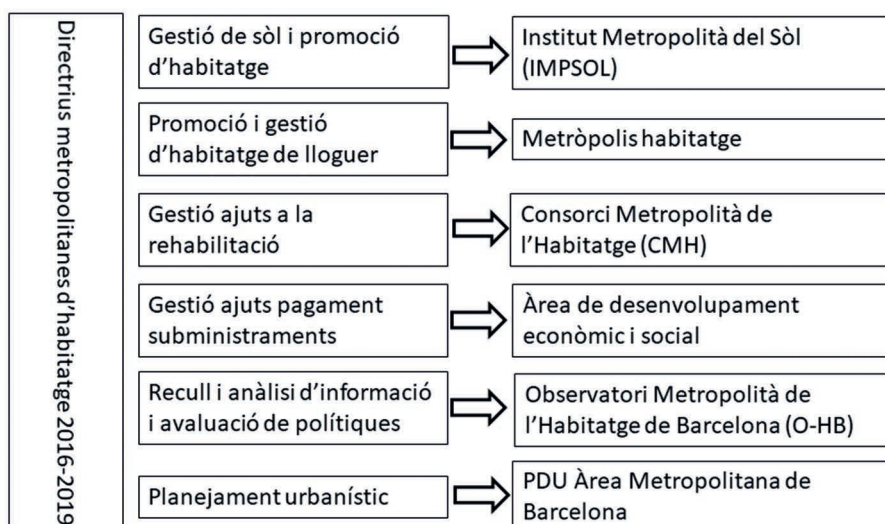 Directrius metropolitanes d'habitatge 2016-2019
Gestió de sòl i promoció
d'habitatge
Institut Metropolità del Sòl
(IMPSOL)
Promoció i gestió
d'habitatge de lloguer
Metròpolis habitatge
Gestió ajuts a la
rehabilitació
Consorci Metropolità de
l'Habitatge (CMH)
Gestió ajuts pagament
subministraments
Àrea de desenvolupament
econòmic i social
Recull i anàlisi d'informació
i avaluació de polítiques
Observatori Metropolità de
l'Habitatge de Barcelona (O-HB)
Planejament urbanístic
PDU Àrea Metropolitana de
Barcelona